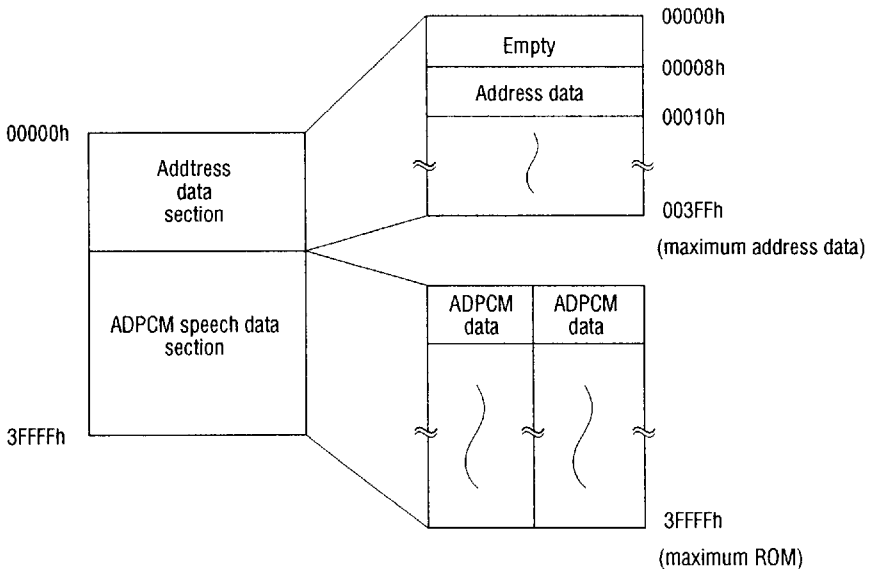 00000h
Addtress
data
section
ADPCM speech data
section
3FFFFh
00000h
Empty
00008h
Address data
00010h
003FFh
(maximum address data)
ADPCM
data
ADPCM
data
3FFFFh
(maximum ROM)